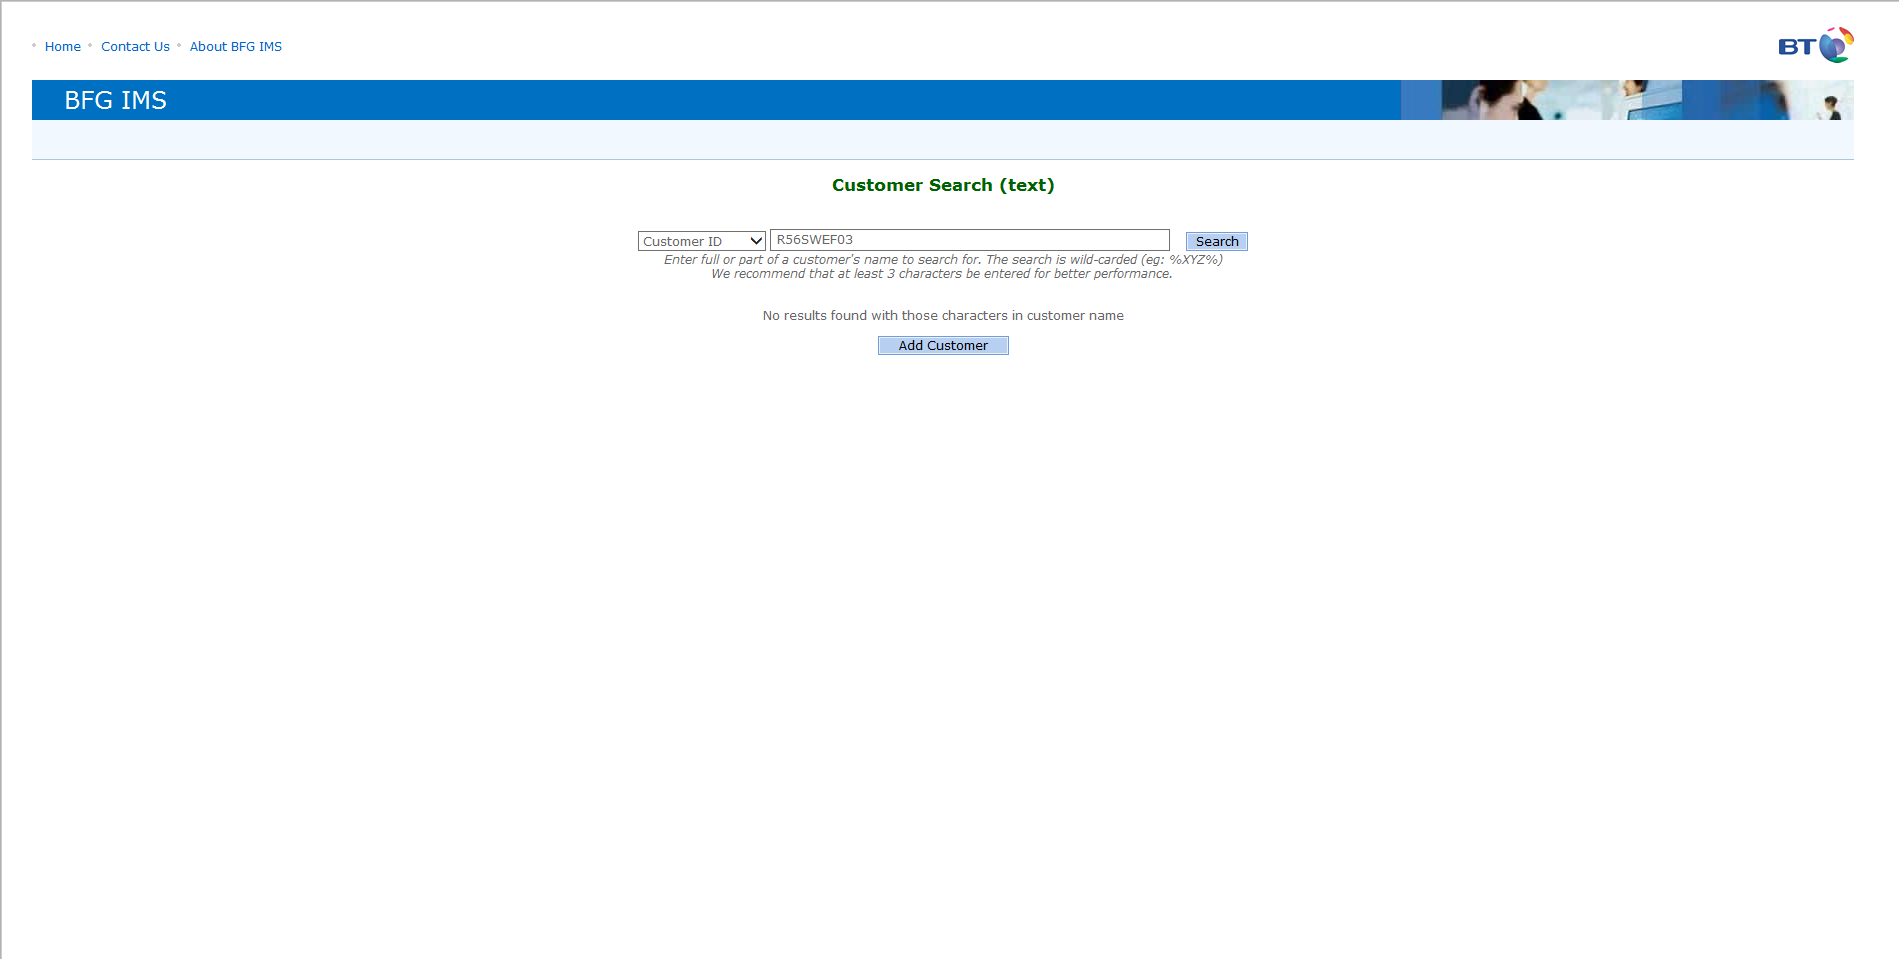 Home Contact Us About BFG IMS
BT
BFG IMS
Customer Search (text)
Customer ID R56SWEF03 Search
Enter full or part of a customer's name to search for. The search is wild-carded (eg: %XYZ%)
We recommend that at least 3 characters be entered for better performance.
No results found with those characters in customer name
Add Customer